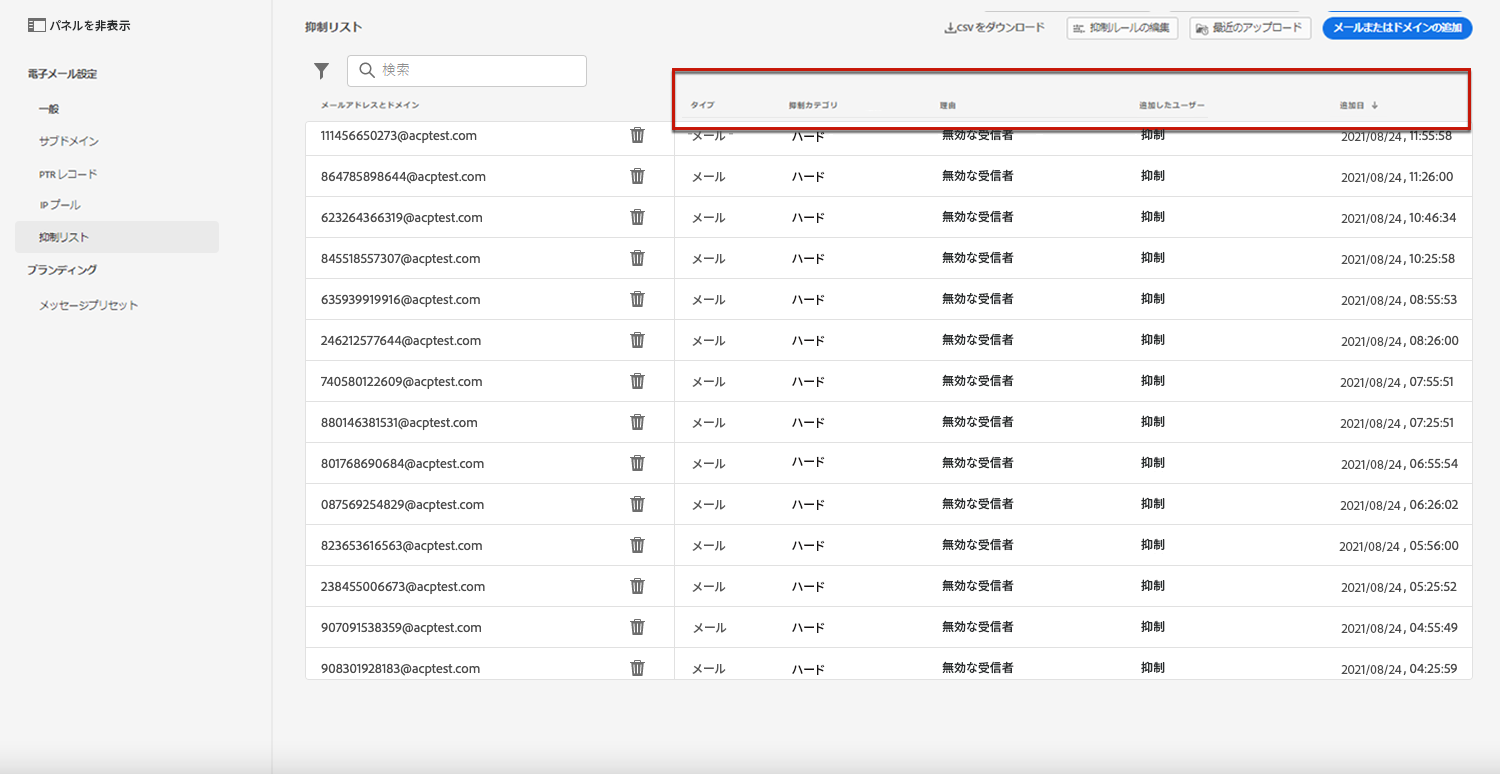 パネルを非表示
電子メール設定
一般
サブドメイン
PTR レコード
IP プール
抑制リスト
ブランディング
メッセージプリセット
抑制リスト
CSV をダウンロード
抑制ルールの編集
最近のアップロード
メールまたはドメインの追加
検索
メールアドレスとドメイン タイプ 抑制カテゴリ 理由 追加したユーザー 追加日 ↓
111456650273@acptest.com メール ハード 無効な受信者 抑制 2021/08/24, 11:55:58
864785898644@acptest.com メール ハード 無効な受信者 抑制 2021/08/24, 11:26:00
623264366319@acptest.com メール ハード 無効な受信者 抑制 2021/08/24, 10:46:34
845518557307@acptest.com メール ハード 無効な受信者 抑制 2021/08/24, 10:25:58
635939919916@acptest.com メール ハード 無効な受信者 抑制 2021/08/24, 08:55:53
246212577644@acptest.com メール ハード 無効な受信者 抑制 2021/08/24, 08:26:00
740580122609@acptest.com メール ハード 無効な受信者 抑制 2021/08/24, 07:55:51
880146381531@acptest.com メール ハード 無効な受信者 抑制 2021/08/24, 07:25:51
801768690684@acptest.com メール ハード 無効な受信者 抑制 2021/08/24, 06:55:54
087569254829@acptest.com メール ハード 無効な受信者 抑制 2021/08/24, 06:26:02
823653616563@acptest.com メール ハード 無効な受信者 抑制 2021/08/24, 05:56:00
238455006673@acptest.com メール ハード 無効な受信者 抑制 2021/08/24, 05:25:52
907091538359@acptest.com メール ハード 無効な受信者 抑制 2021/08/24, 04:55:49
908301928183@acptest.com メール ハード 無効な受信者 抑制 2021/08/24, 04:25:59